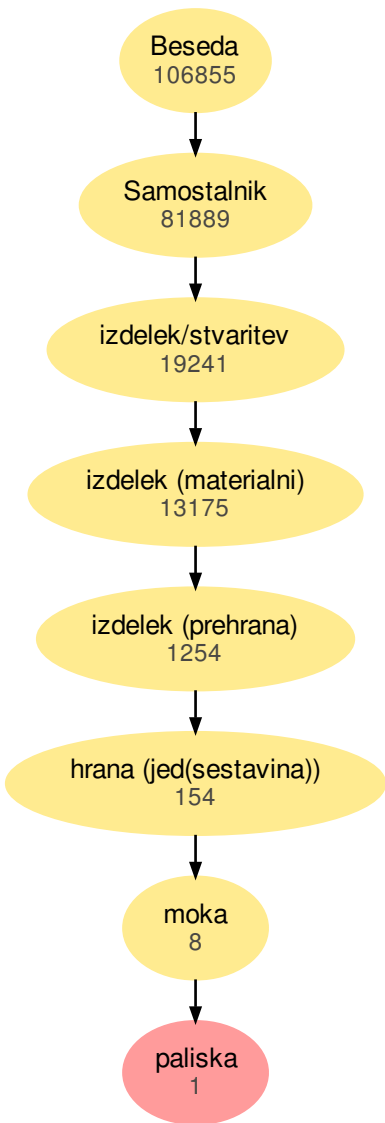 Beseda
106855
Samostalnik
81889
izdelek/stvaritev
19241
izdelek (materialni)
13175
izdelek (prehrana)
1254
hrana (jed(sestavina))
154
moka
8
paliska
1